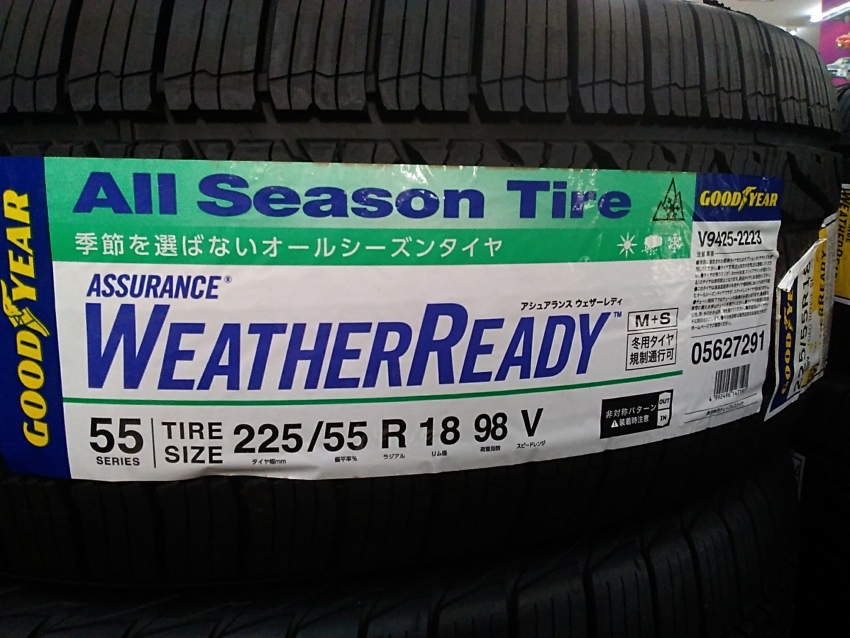 GOODYEAR
All Season Tire
季節を選ばないオールシーズンタイヤ
ASSURANCE®
アシュアランス ウェザーレディ
WEATHERREADY™
M+S
冬用タイヤ
規制通行可
55
SERIES
TIRE
SIZE
225/55 R 18 98 V
タイヤ幅mm
偏平率%
ラジアル
リム径
荷重指数
スピードレンジ
非対称パターン
装着時注意
OUT
IN
GOODYEAR
V9425-2223
05627291
GOODYEAR